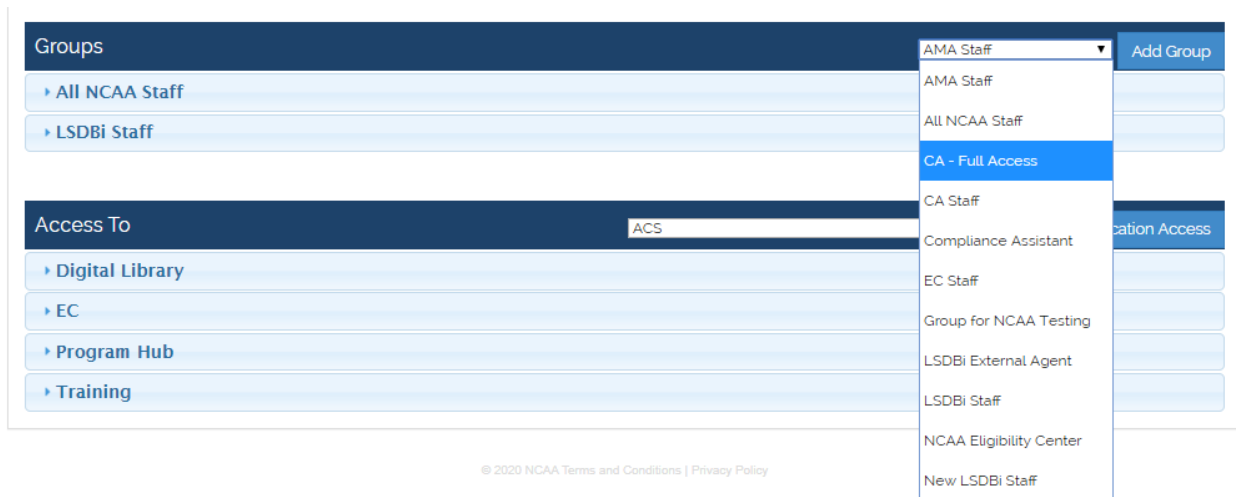 Groups
AMA Staff
Add Group
All NCAA Staff
LSDBi Staff
AMA Staff
All NCAA Staff
CA - Full Access
CA Staff
Compliance Assistant
EC Staff
Group for NCAA Testing
LSDBi External Agent
LSDBi Staff
NCAA Eligibility Center
New LSDBi Staff
Access To
ACS
cation Access
Digital Library
EC
Program Hub
Training
© 2020 NCAA Terms and Conditions | Privacy Policy